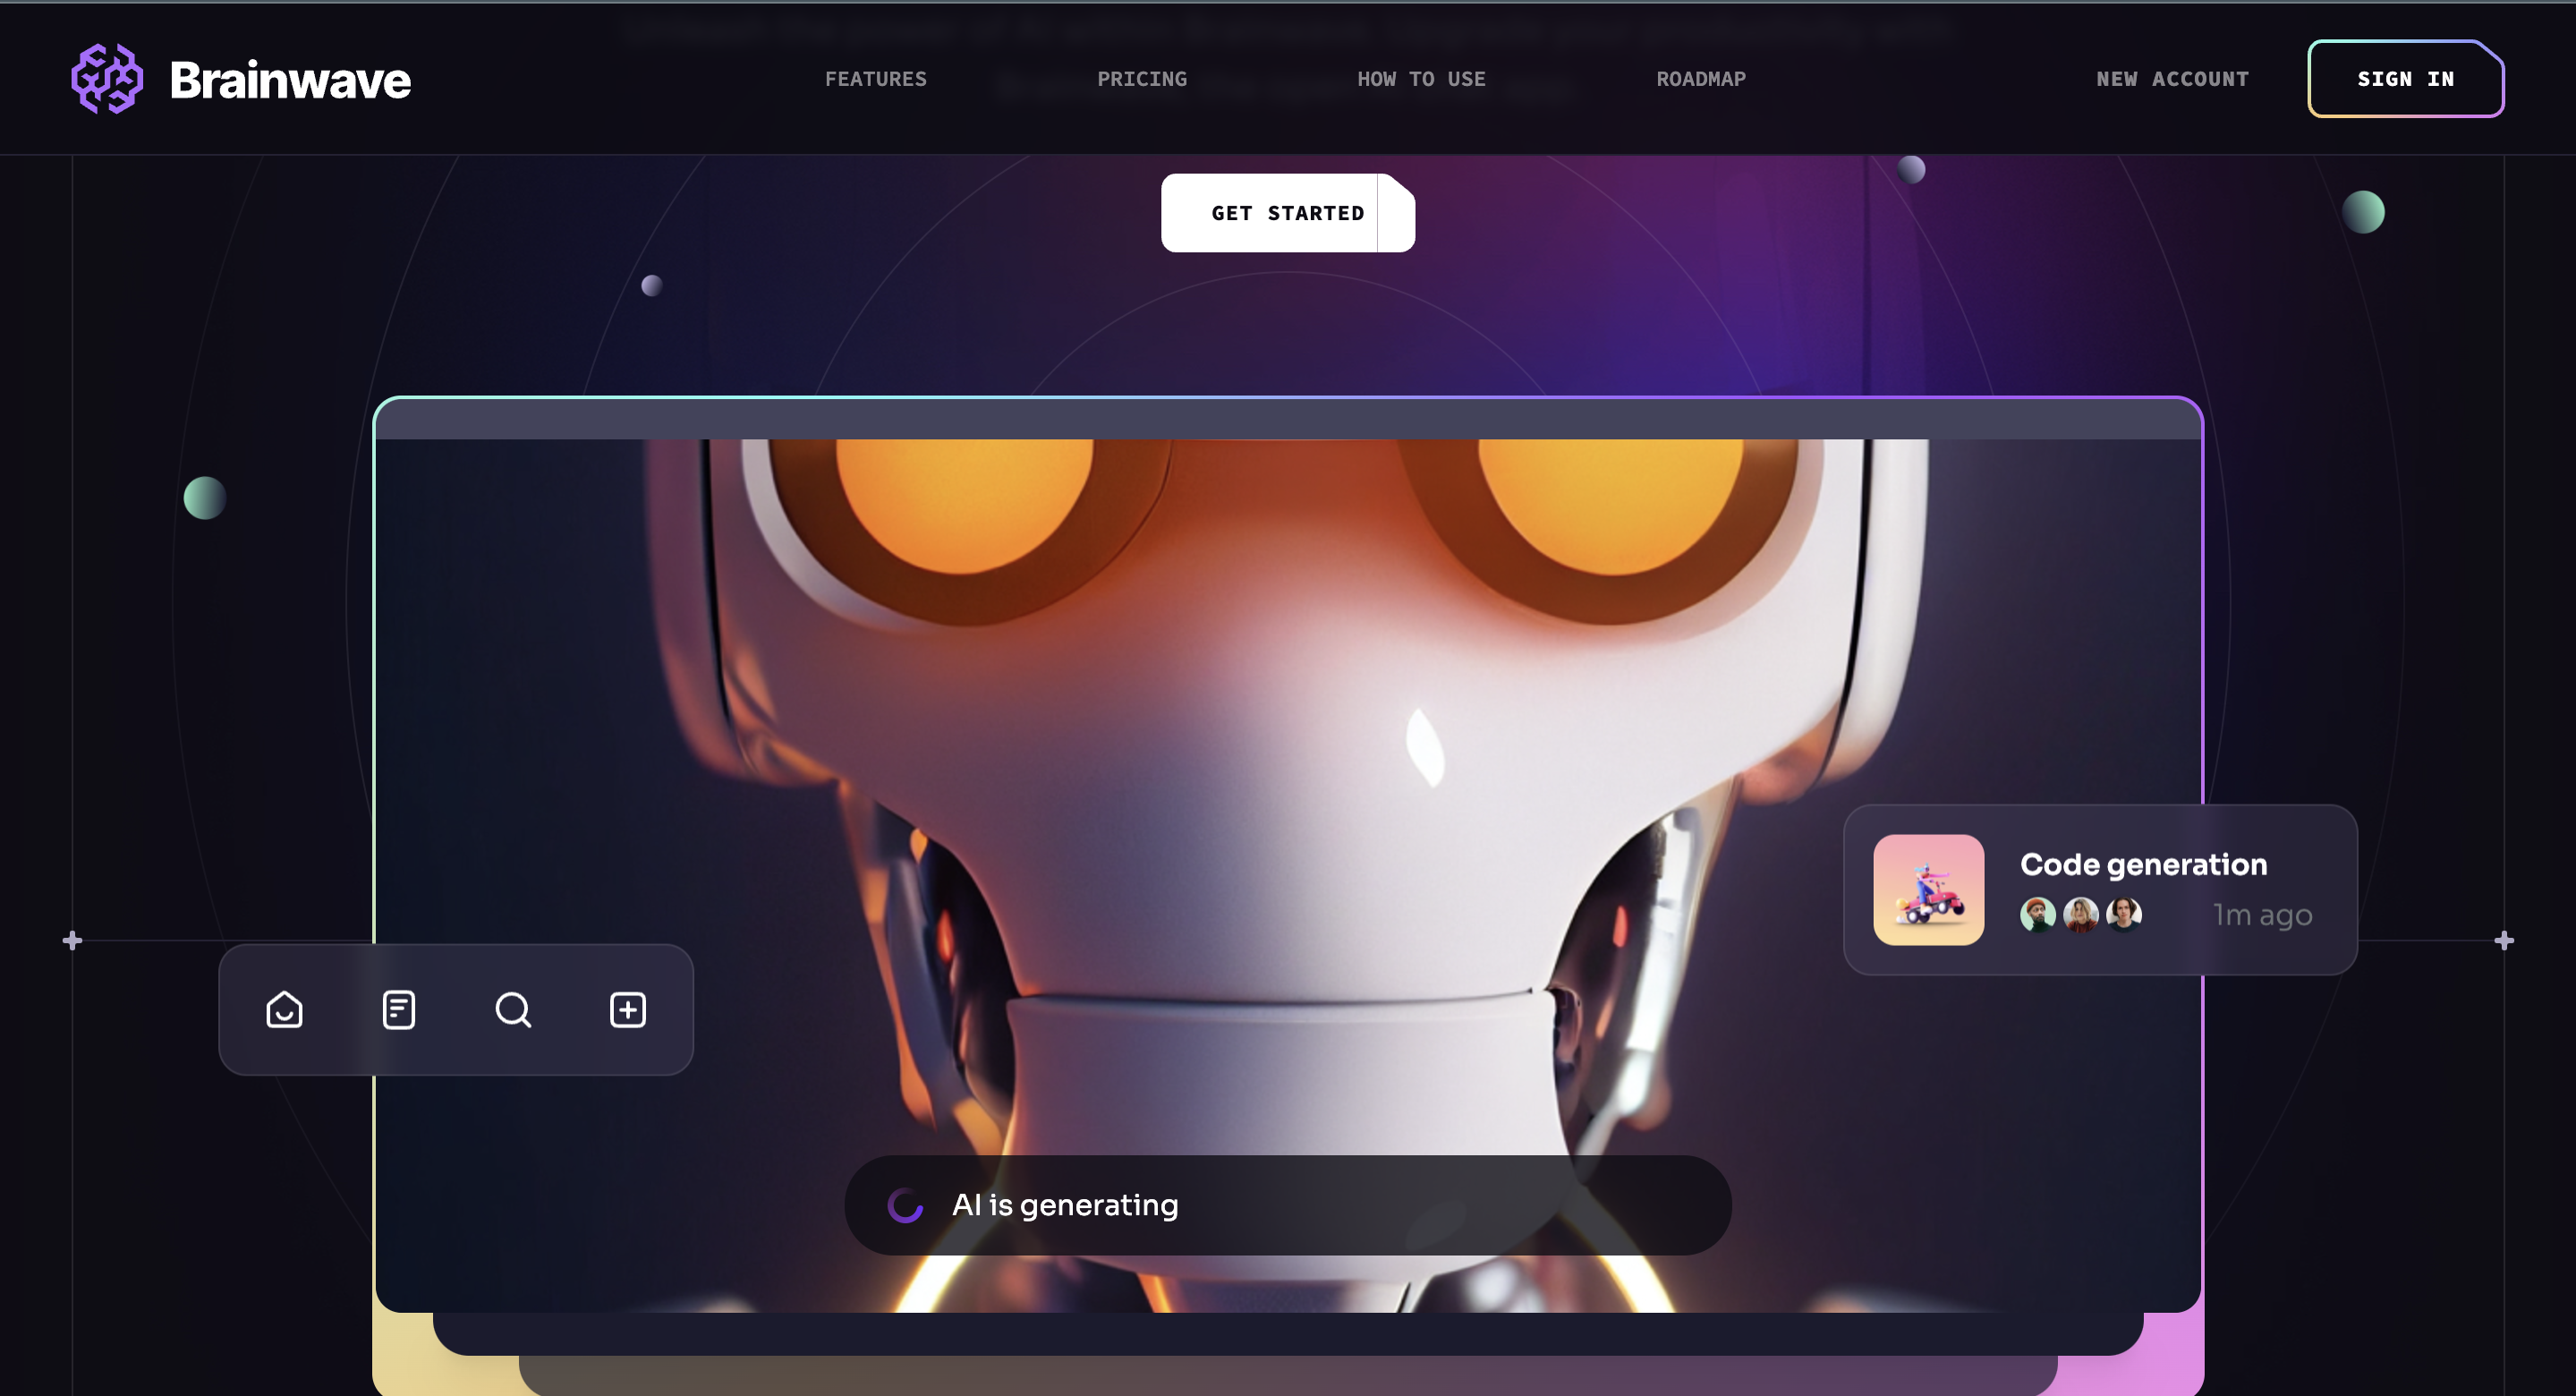 Brainwave
FEATURES
PRICING
HOW TO USE
ROADMAP
NEW ACCOUNT
SIGN IN
GET STARTED
Code generation
1m ago
AI is generating